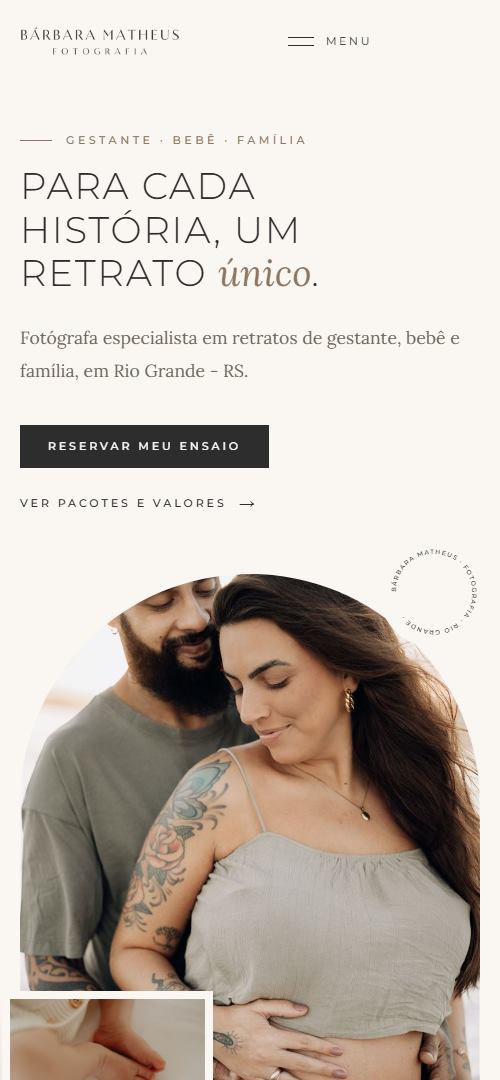 BÁRBARA MATHEUS
FOTOGRAFIA
MENU
GESTANTE · BEBÊ · FAMÍLIA
PARA CADA
HISTÓRIA, UM
RETRATO único.
Fotógrafa especialista em retratos de gestante, bebê e
família, em Rio Grande - RS.
RESERVAR MEU ENSAIO
VER PACOTES E VALORES →
BÁRBARA MATHEUS · FOTOGRAFIA · RIO GRANDE ·